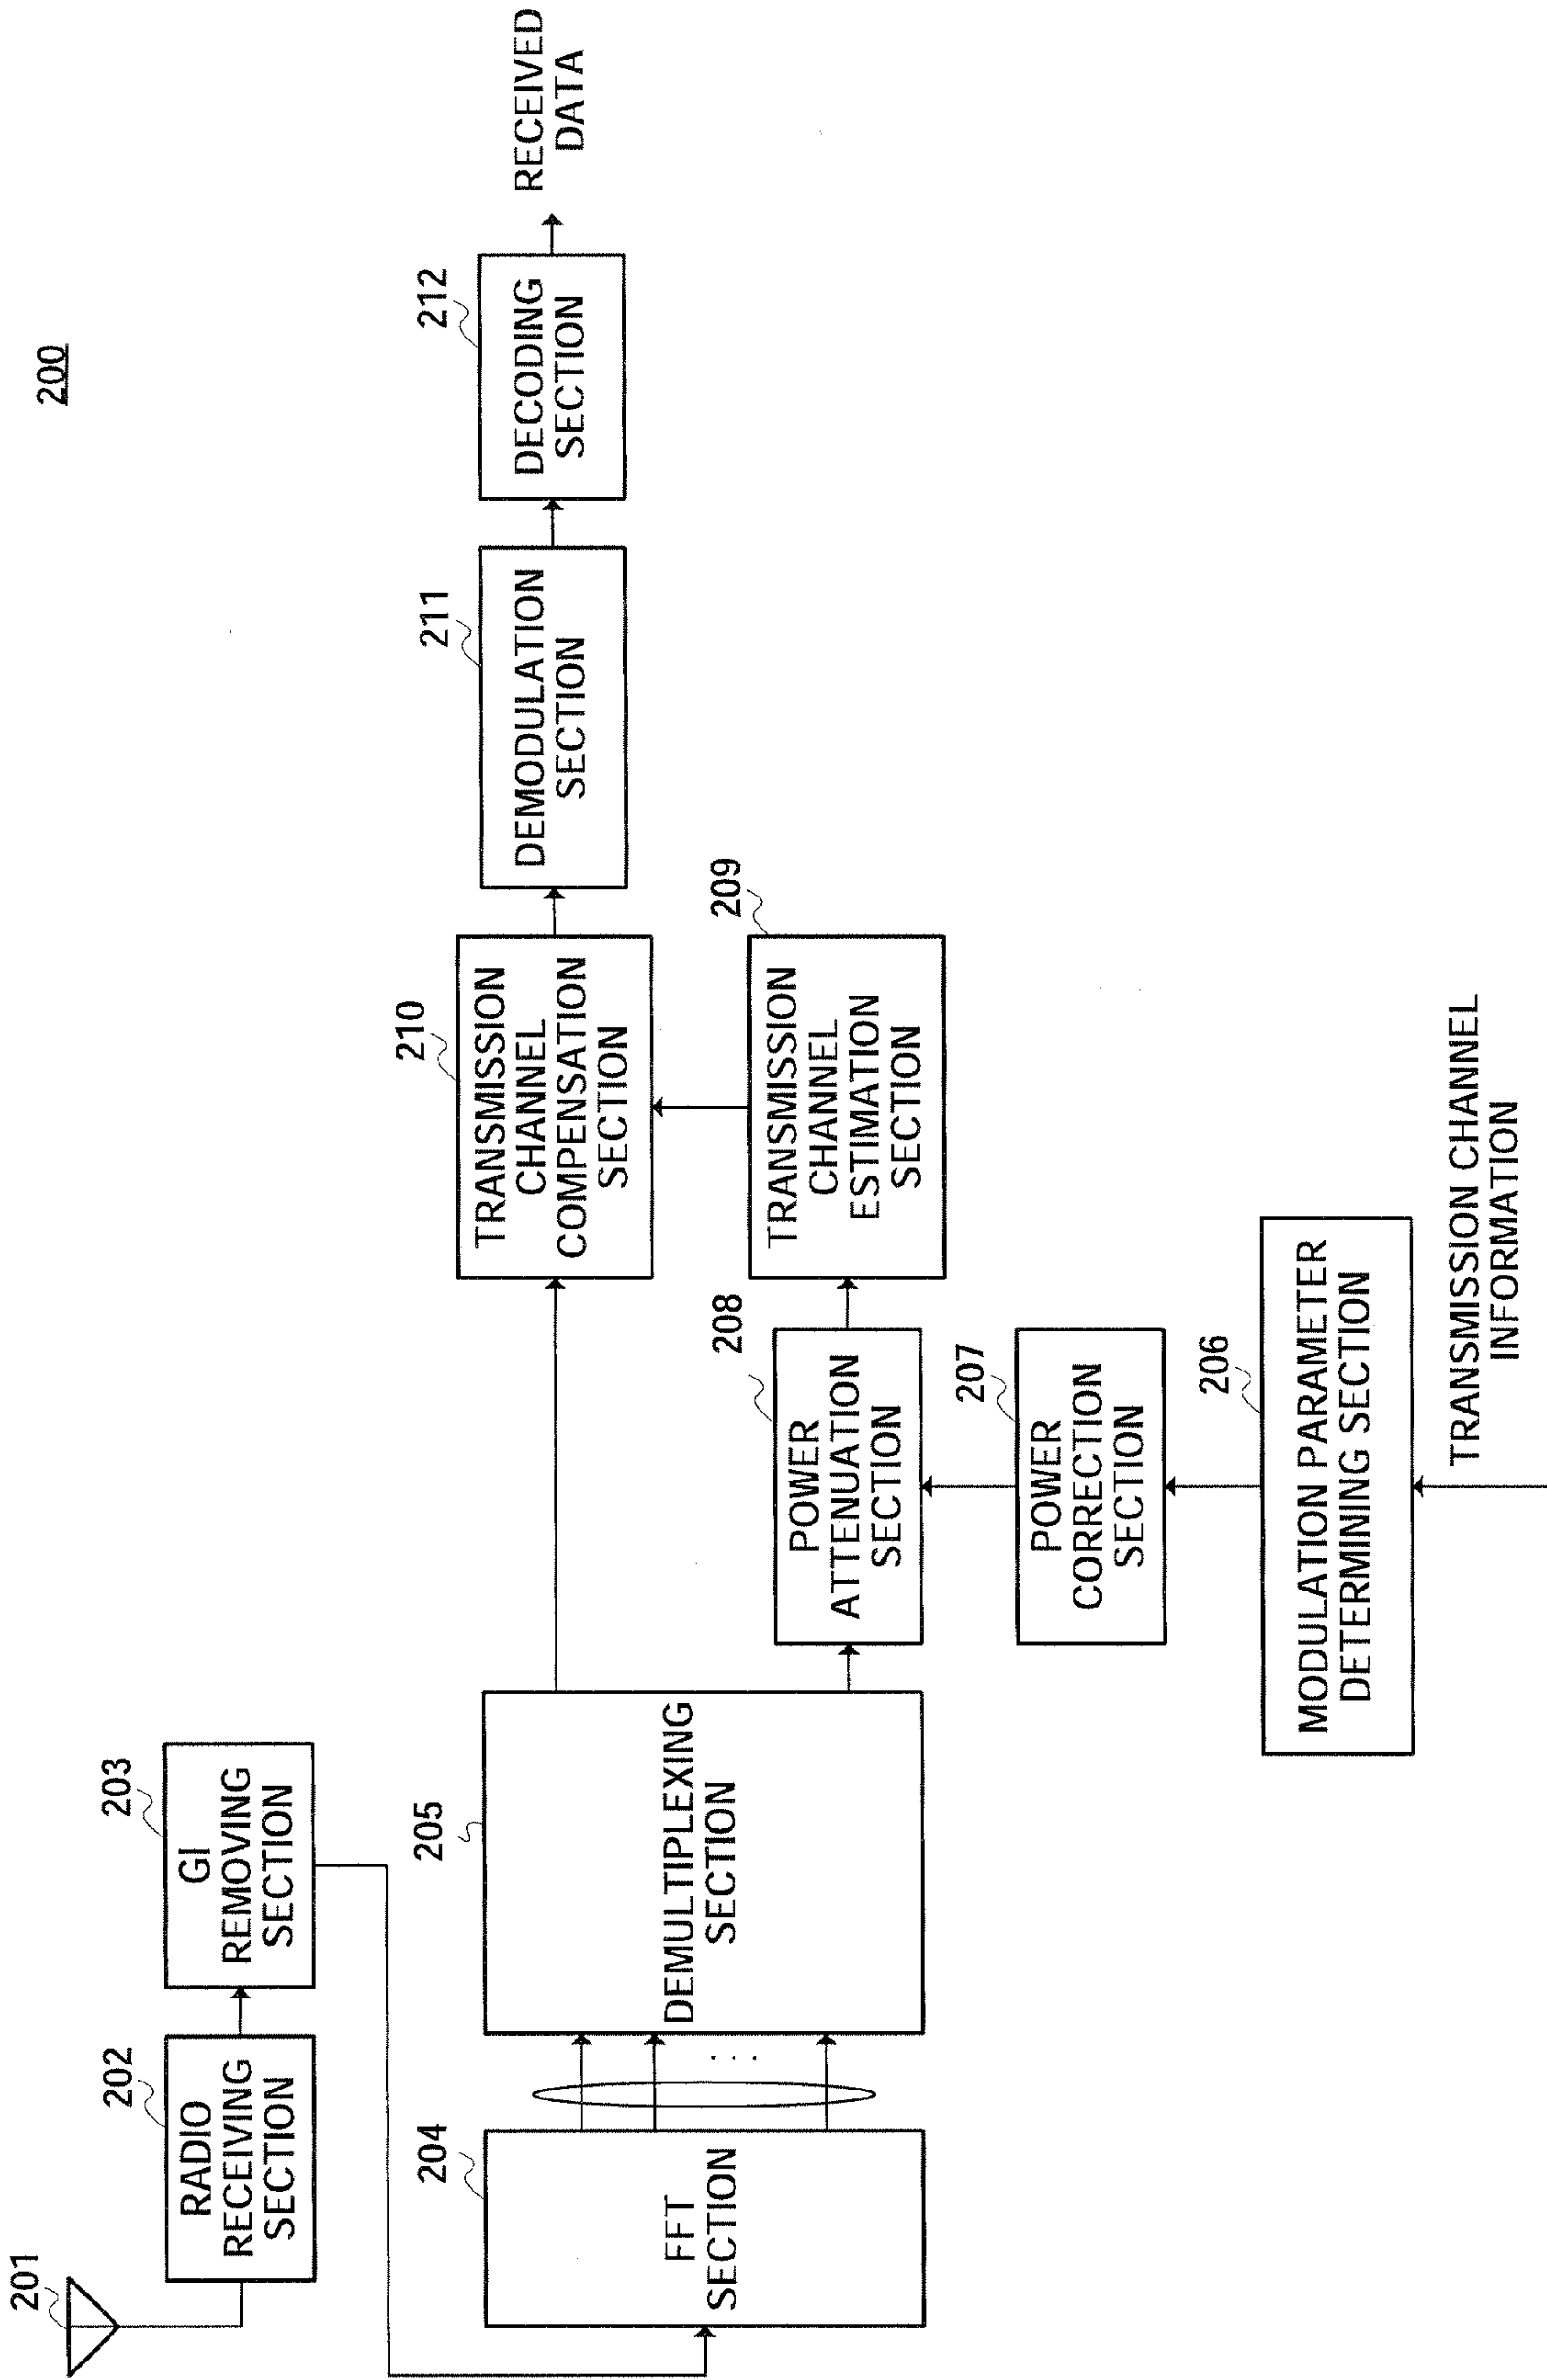 200
201
202
RADIO
RECEIVING
SECTION
203
GI
REMOVING
SECTION
204
FFT
SECTION
. . .
205
DEMULTIPLEXING
SECTION
210
TRANSMISSION
CHANNEL
COMPENSATION
SECTION
211
DEMODULATION
SECTION
212
DECODING
SECTION
RECEIVED
DATA
208
POWER
ATTENUATION
SECTION
209
TRANSMISSION
CHANNEL
ESTIMATION
SECTION
207
POWER
CORRECTION
SECTION
206
MODULATION PARAMETER
DETERMINING SECTION
TRANSMISSION CHANNEL
INFORMATION